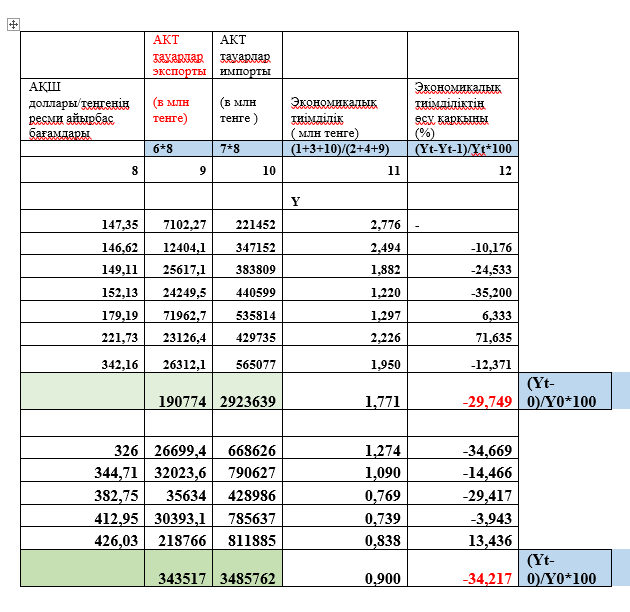 АКТ тауарлар экспорты АКТ тауарлар импорты
АҚШ доллары/теңгенің ресми айырбас бағамдары (в млн тенге) (в млн тенге ) Экономикалық тиімділік ( млн тенге) Экономикалық тиімділіктің өсу қарқыны (%)
6*8 7*8 (1+3+10)/(2+4+9) (Yt-Yt-1)/Yt*100
8 9 10 11 12
Y
147,35 7102,27 221452 2,776 -
146,62 12404,1 347152 2,494 -10,176
149,11 25617,1 383809 1,882 -24,533
152,13 24249,5 440599 1,220 -35,200
179,19 71962,7 535814 1,297 6,333
221,73 23126,4 429735 2,226 71,635
342,16 26312,1 565077 1,950 -12,371
190774 2923639 1,771 -29,749 (Yt-0)/Y0*100
326 26699,4 668626 1,274 -34,669
344,71 32023,6 790627 1,090 -14,466
382,75 35634 428986 0,769 -29,417
412,95 30393,1 785637 0,739 -3,943
426,03 218766 811885 0,838 13,436
343517 3485762 0,900 -34,217 (Yt-0)/Y0*100